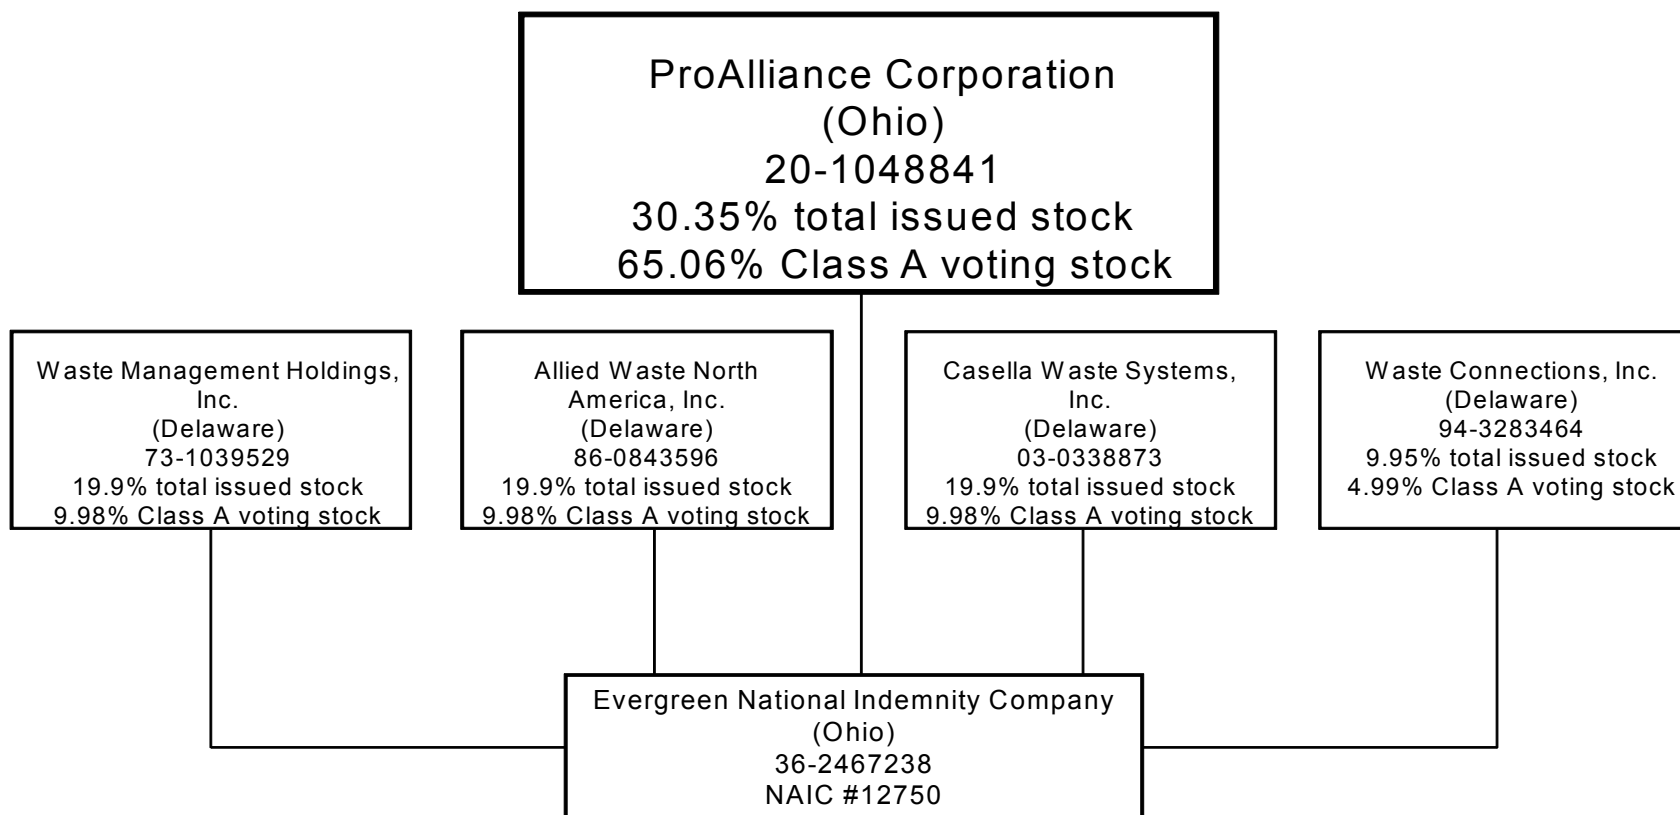 ProAlliance Corporation
(Ohio)
20-1048841
30.35% total issued stock
65.06% Class A voting stock
Waste Management Holdings,
Inc.
(Delaware)
73-1039529
19.9% total issued stock
9.98% Class A voting stock
Allied Waste North
America, Inc.
(Delaware)
86-0843596
19.9% total issued stock
9.98% Class A voting stock
Casella Waste Systems,
Inc.
(Delaware)
03-0338873
19.9% total issued stock
9.98% Class A voting stock
Waste Connections, Inc.
(Delaware)
94-3283464
9.95% total issued stock
4.99% Class A voting stock
Evergreen National Indemnity Company
(Ohio)
36-2467238
NAIC #12750